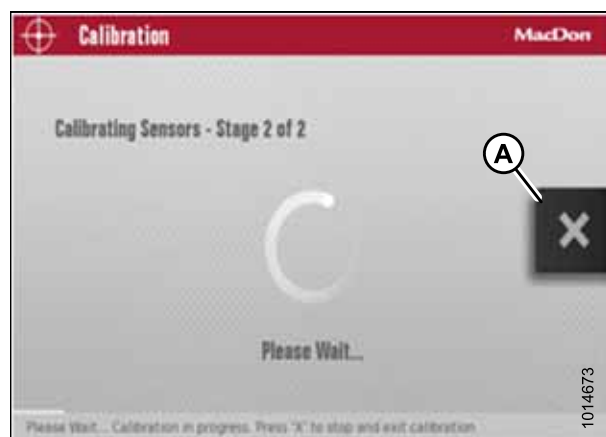 Calibration
MacDon
Calibrating Sensors - Stage 2 of 2
A
X
Please Wait...
Please Wait... Calibration in progress. Press "X" to stop and exit calibration
1014673